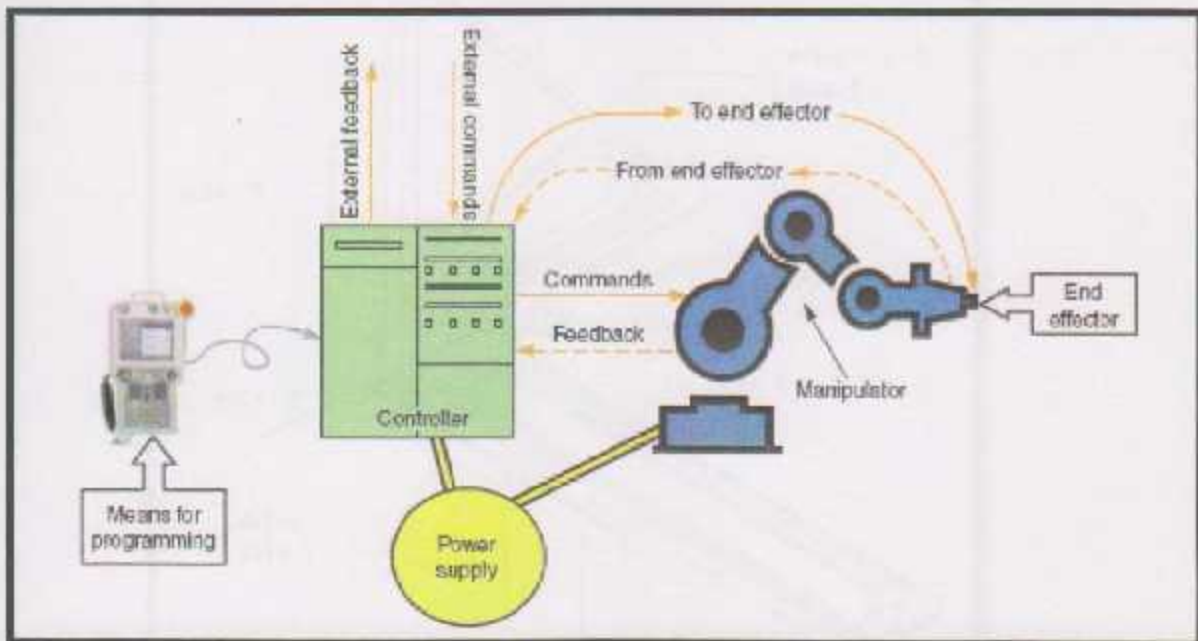 External feedback
External commands
To end effector
From end effector
Commands
Feedback
End
effector
Manipulator
Controller
Means for
programming
Power
supply